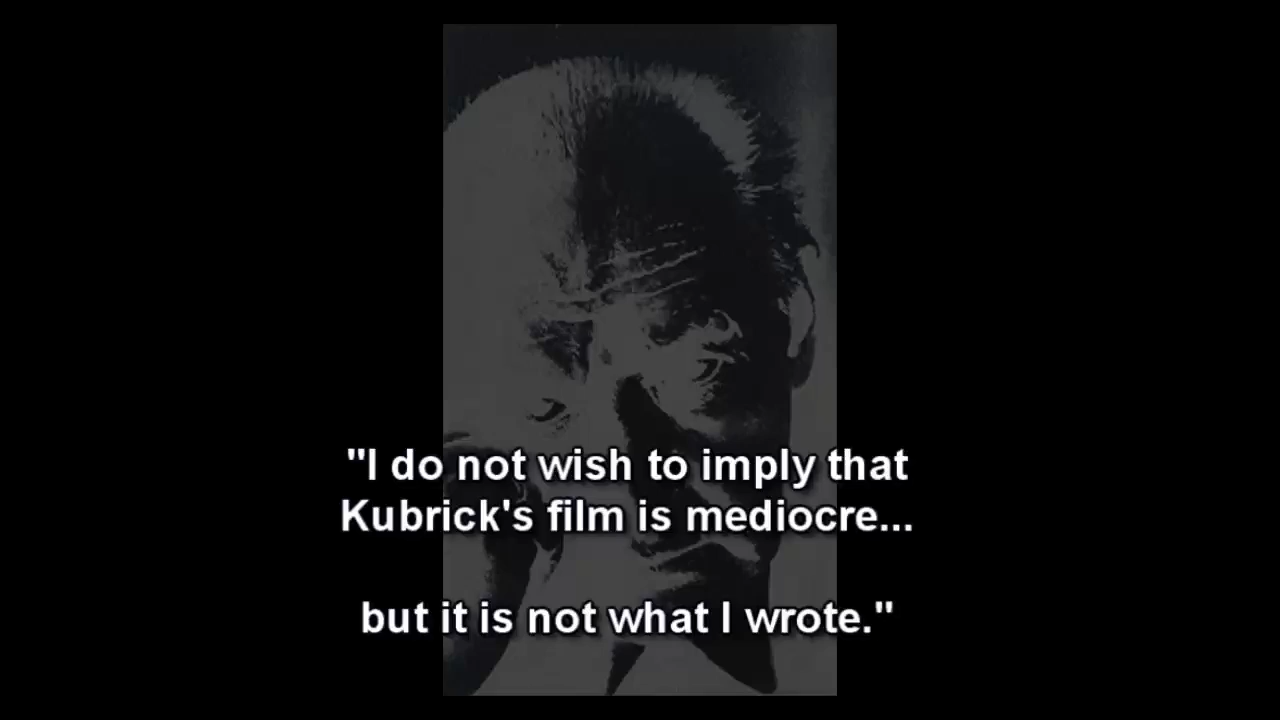 "I do not wish to imply that
Kubrick's film is mediocre...
but it is not what I wrote."